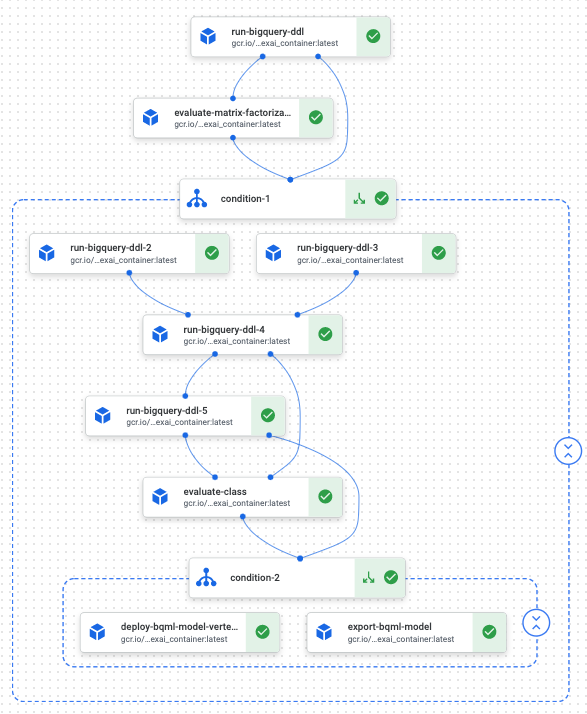 run-bigquery-ddl
gcr.io/...exai_container:latest
evaluate-matrix-factoriza...
gcr.io/...exai_container:latest
condition-1
run-bigquery-ddl-2
gcr.io/...exai_container:latest
run-bigquery-ddl-3
gcr.io/...exai_container:latest
run-bigquery-ddl-4
gcr.io/...exai_container:latest
run-bigquery-ddl-5
gcr.io/...exai_container:latest
evaluate-class
gcr.io/...exai_container:latest
condition-2
deploy-bqml-model-verte...
gcr.io/...exai_container:latest
export-bqml-model
gcr.io/...exai_container:latest